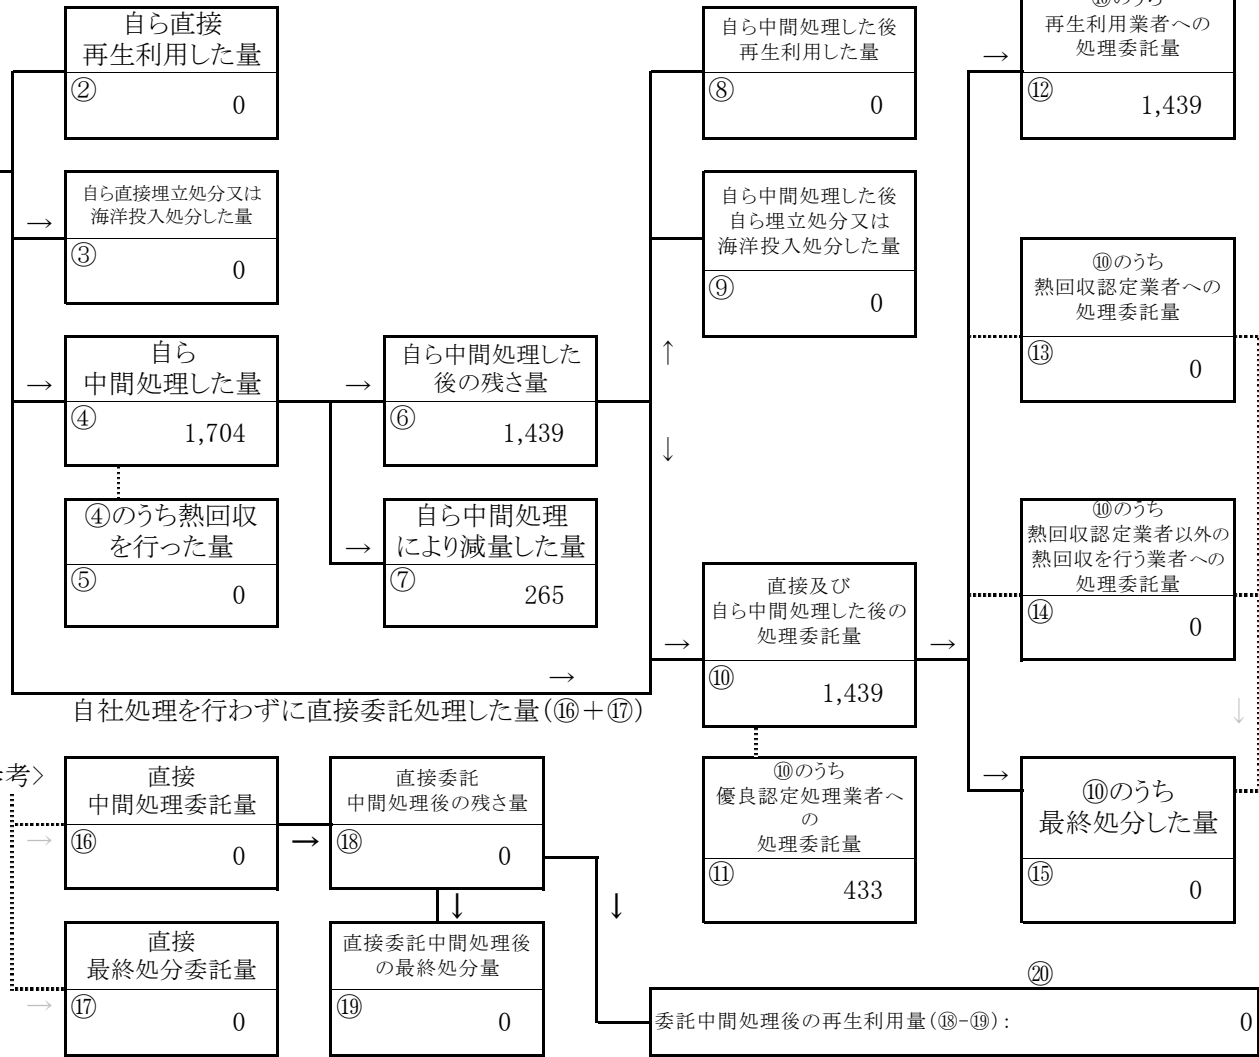 自ら直接
再生利用した量
②
0
自ら中間処理した後
再生利用した量
⑧
0
⑩のうち
再生利用業者への
処理委託量
→
⑫
1,439
自ら直接埋立処分又は
海洋投入処分した量
→
③
0
自ら中間処理した後
自ら埋立処分又は
海洋投入処分した量
⑨
0
⑩のうち
熱回収認定業者への
処理委託量
⑬
0
自ら
中間処理した量
→
④
1,704
→
自ら中間処理した
後の残さ量
⑥
1,439
↑
↓
④のうち熱回収
を行った量
⑤
0
自ら中間処理
により減量した量
→
⑦
265
⑩のうち
熱回収認定業者以外の
熱回収を行う業者への
処理委託量
⑭
0
直接及び
自ら中間処理した後の
処理委託量
→
⑩
1,439
→
→
自社処理を行わずに直接委託処理した量(⑯+⑰)
↓
考>
直接
中間処理委託量
→
⑯
0
→
直接委託
中間処理後の残さ量
⑱
0
⑩のうち
優良認定処理業者へ
の
処理委託量
⑪
433
→
⑩のうち
最終処分した量
⑮
0
↓
↓
直接
最終処分委託量
→
⑰
0
直接委託中間処理後
の最終処分量
⑲
0
⑳
委託中間処理後の再生利用量(⑱-⑲): 0